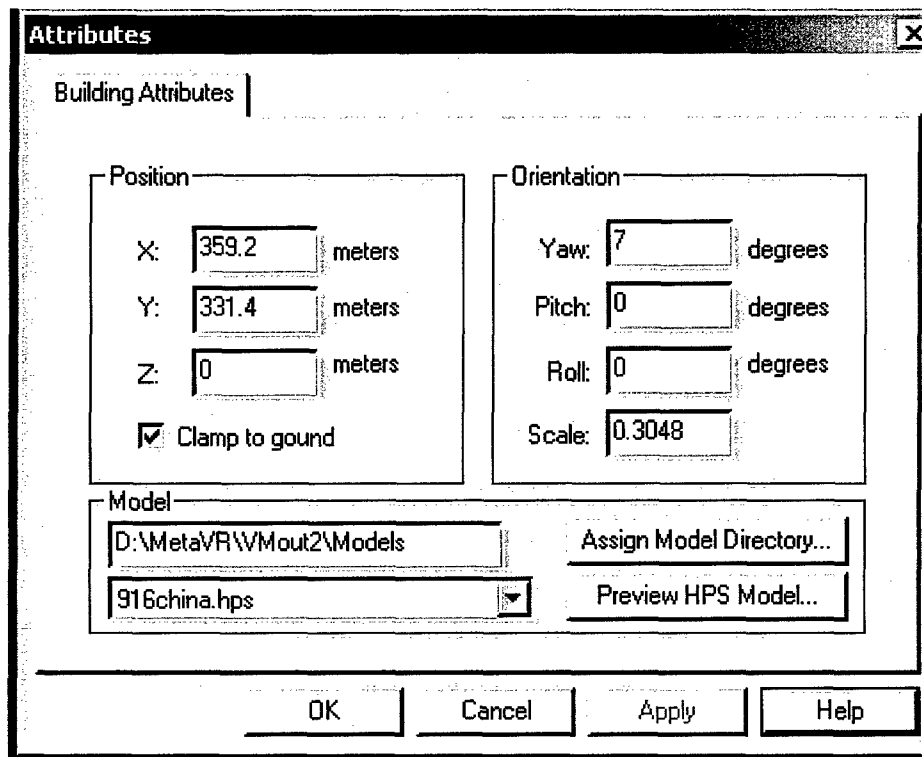 Attributes
Building Attributes
Position
X: 359.2 meters
Y: 331.4 meters
Z: 0 meters
Clamp to gound
Orientation
Yaw: 7 degrees
Pitch: 0 degrees
Roll: 0 degrees
Scale: 0.3048
Model
D:\MetaVR\VMout2\Models
Assign Model Directory...
916china.hps
Preview HPS Model...
OK Cancel Apply Help